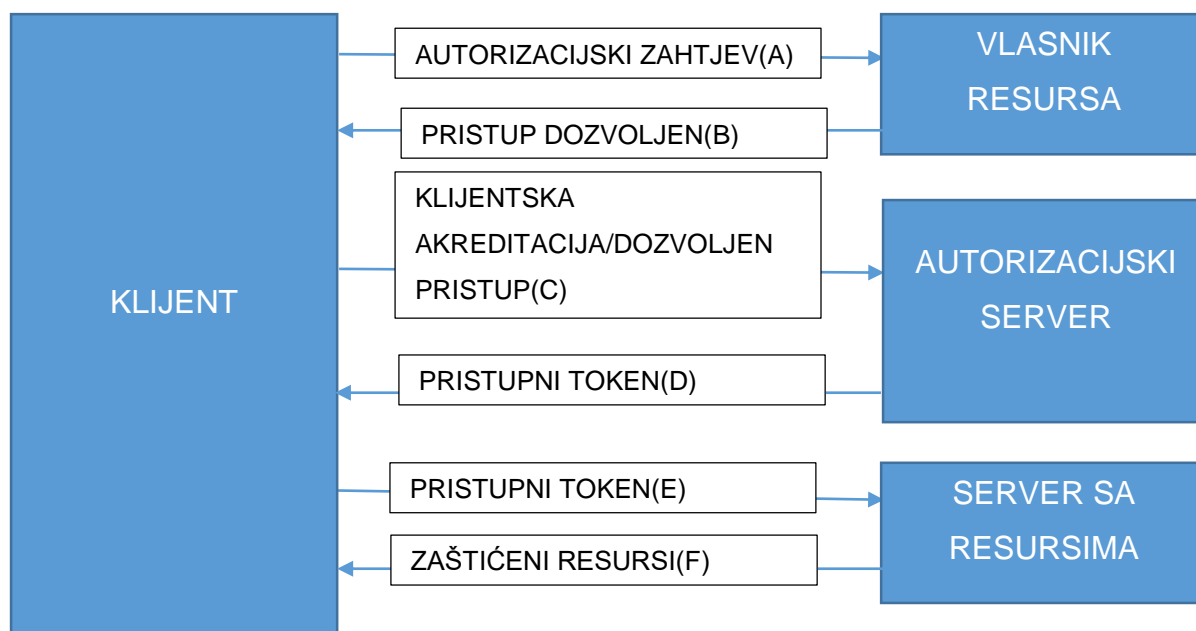 KLIJENT
AUTORIZACIJSKI ZAHTJEV(A)
VLASNIK
RESURSA
PRISTUP DOZVOLJEN(B)
KLIJENTSKA
AKREDITACIJA/DOZVOLJEN
PRISTUP(C)
AUTORIZACIJSKI
SERVER
PRISTUPNI TOKEN(D)
PRISTUPNI TOKEN(E)
SERVER SA
RESURSIMA
ZAŠTIĆENI RESURSI(F)